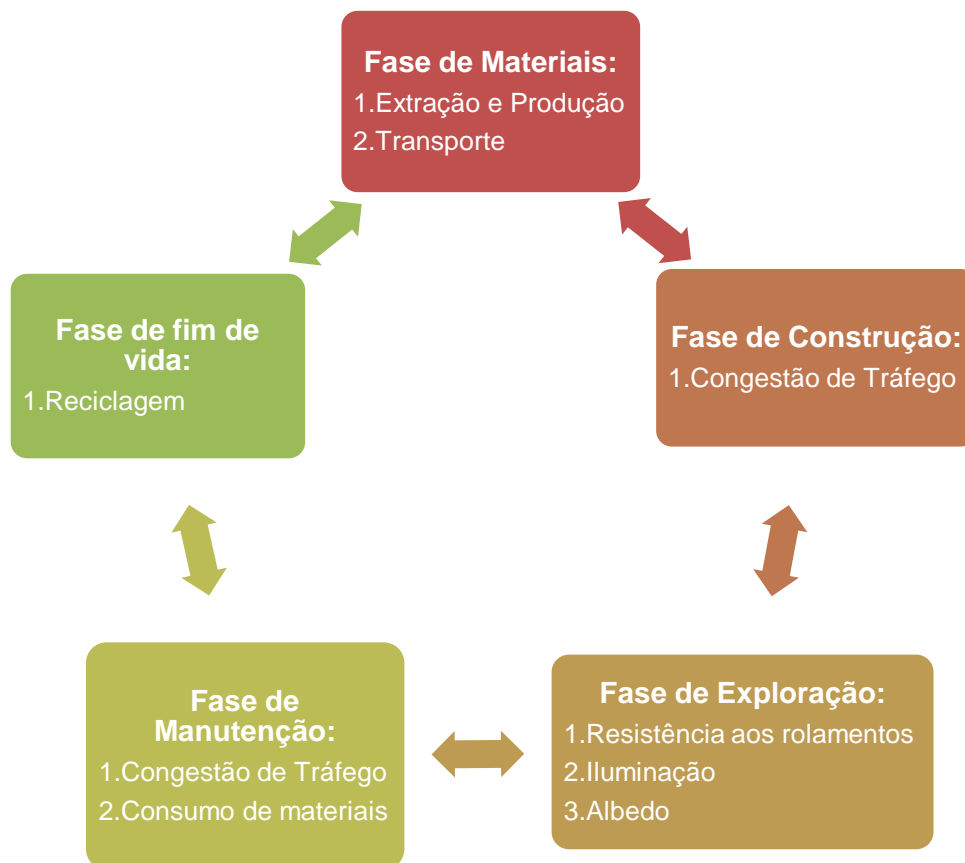 Fase de Materiais:
1.Extração e Produção
2.Transporte
Fase de Construção:
1.Congestão de Tráfego
Fase de Exploração:
1.Resistência aos rolamentos
2.Iluminação
3.Albedo
Fase de
Manutenção:
1.Congestão de Tráfego
2.Consumo de materiais
Fase de fim de
vida:
1.Reciclagem